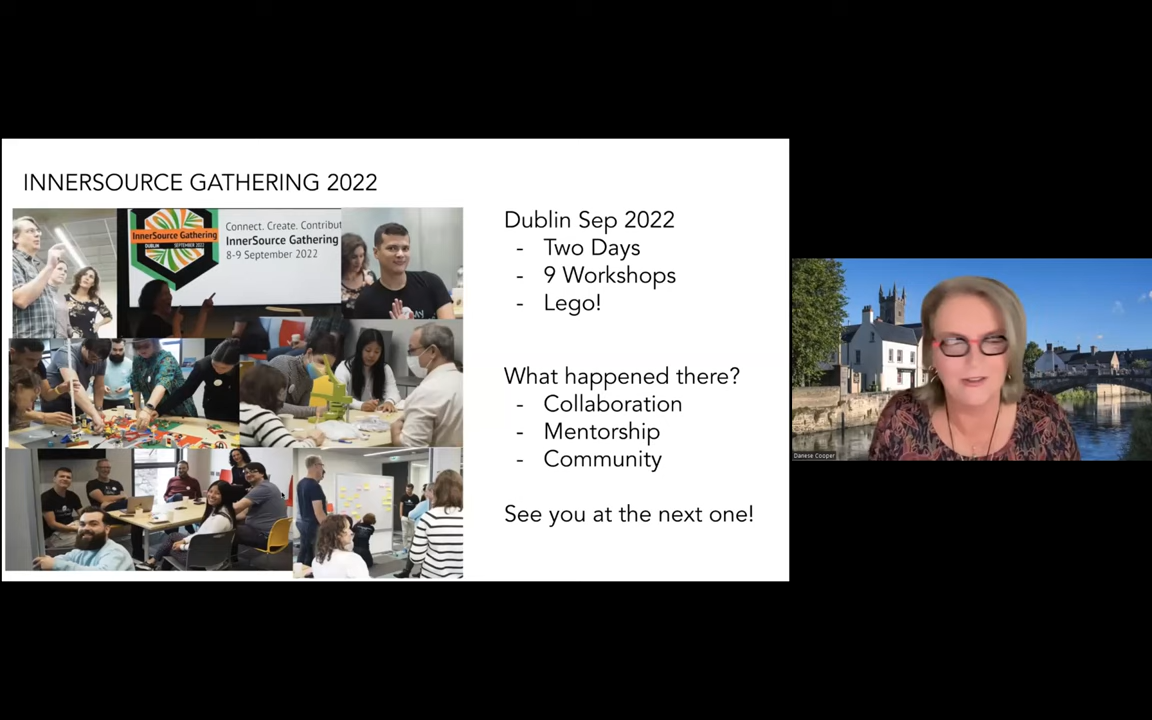 INNERSOURCE GATHERING 2022
Connect. Create. Contribut
InnerSource Gathering
8-9 September 2022
InnerSource Gathering
DUBLIN SEPTEMBER 2022
Dublin Sep 2022
- Two Days
- 9 Workshops
- Lego!
What happened there?
- Collaboration
- Mentorship
- Community
See you at the next one!
Danese Cooper